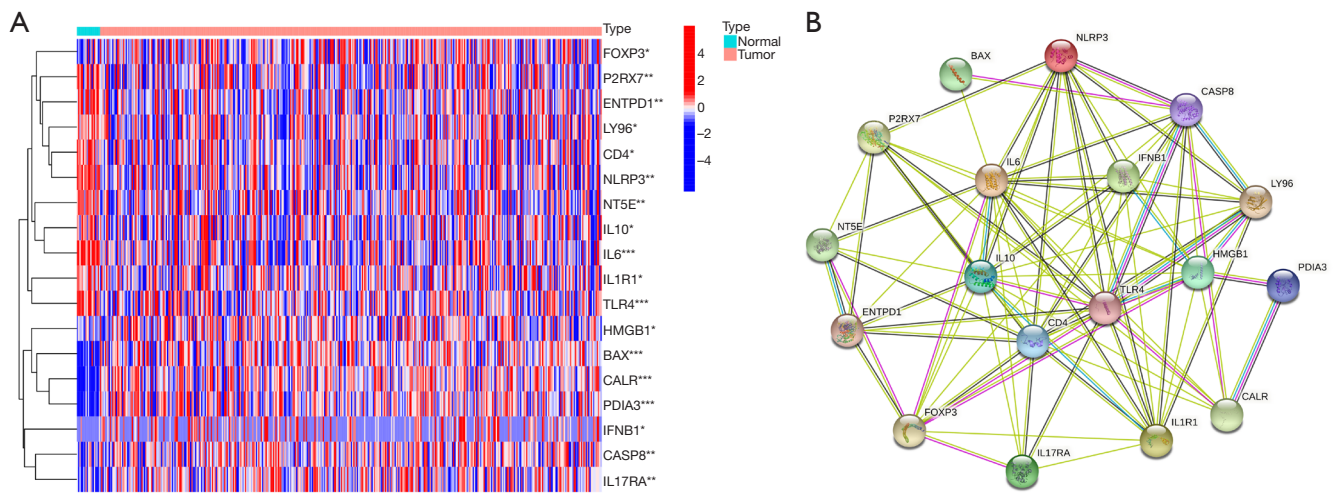 A
Type
FOXP3*
P2RX7**
ENTPD1**
LY96*
CD4*
NLRP3**
NT5E**
IL10*
IL6***
IL1R1*
TLR4***
HMGB1*
BAX***
CALR***
PDIA3***
IFNB1*
CASP8**
IL17RA**
4
2
0
−2
−4
Type
Normal
Tumor
B
NLRP3
BAX
CASP8
P2RX7
IL6
IFNB1
LY96
NT5E
IL10
HMGB1
PDIA3
TLR4
ENTPD1
CD4
CALR
FOXP3
IL1R1
IL17RA